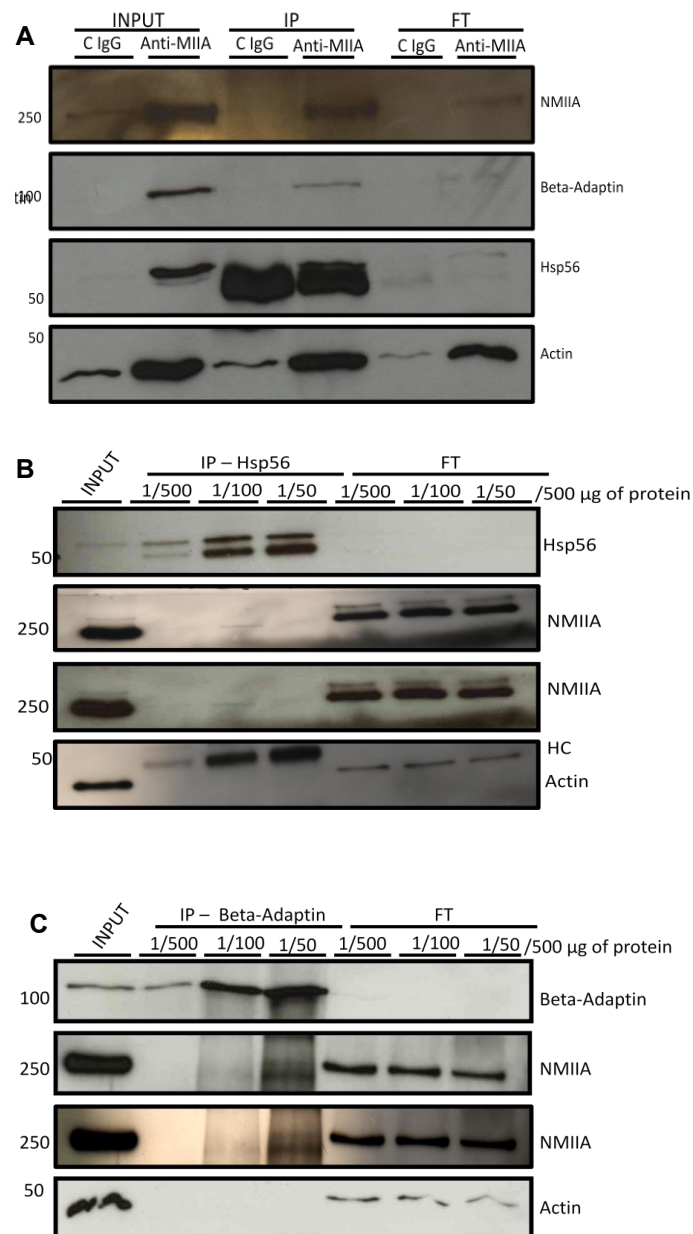 A
INPUT IP FT
C IgG Anti-MIIA C IgG Anti-MIIA C IgG Anti-MIIA
250 NMIIA
100 Beta-Adaptin
Hsp56
50
50
Actin
B
INPUT IP – Hsp56 FT
1/500 1/100 1/50 1/500 1/100 1/50 /500 µg of protein
50 Hsp56
250 NMIIA
250 NMIIA
50 HC
Actin
C
INPUT IP – Beta-Adaptin FT
1/500 1/100 1/50 1/500 1/100 1/50 /500 µg of protein
100 Beta-Adaptin
250 NMIIA
250 NMIIA
50
Actin